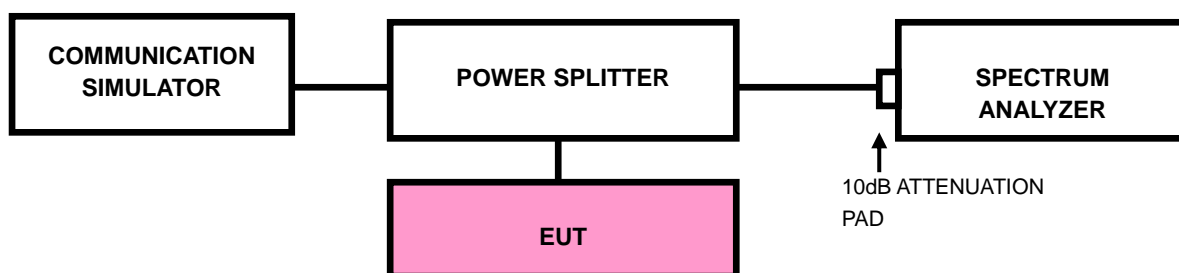 COMMUNICATION
SIMULATOR
POWER SPLITTER
SPECTRUM
ANALYZER
10dB ATTENUATION
PAD
EUT